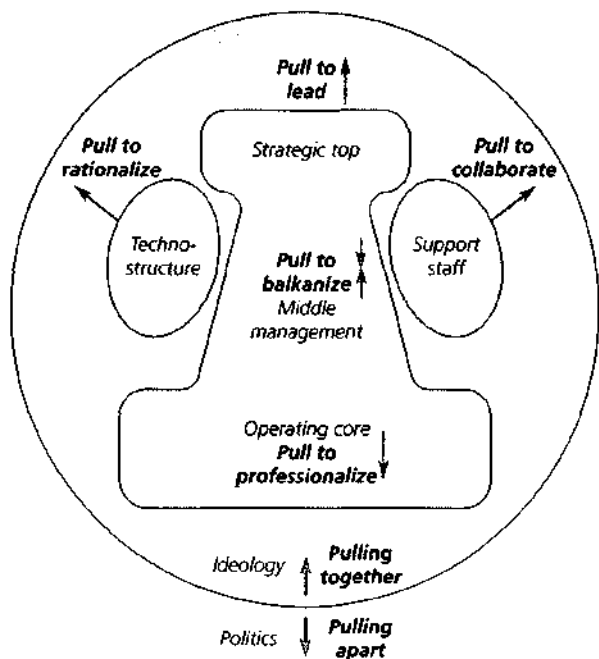 Pull to
lead
Strategic top
Pull to
rationalize
Pull to
collaborate
Techno-
structure
Support
staff
Pull to
balkanize
Middle
management
Operating core
Pull to
professionalize
Ideology
Pulling
together
Politics
Pulling
apart